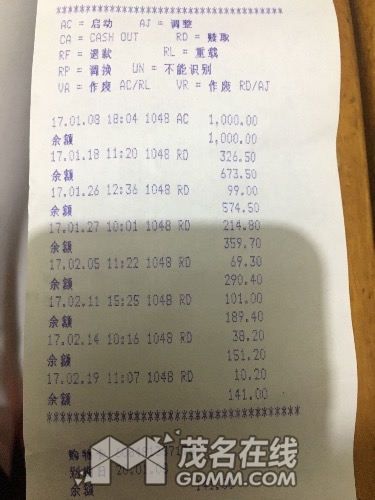 ****************************
AC = 启动 AJ = 调整
CA = CASH OUT RD = 赎取
RF = 退款 RL = 重载
RP = 调换 UN = 不能识别
VA = 作废 AC/RL VR = 作废 RD/AJ
17.01.08 18:04 1048 AC 1,000.00
余额 1,000.00
17.01.18 11:20 1048 RD 326.50
余额 673.50
17.01.26 12:36 1048 RD 99.00
余额 574.50
17.01.27 10:01 1048 RD 214.80
余额 359.70
17.02.05 11:22 1048 RD 69.30
余额 290.40
17.02.11 15:25 1048 RD 101.00
余额 189.40
17.02.14 10:16 1048 RD 38.20
余额 151.20
17.02.19 11:07 1048 RD 10.20
余额 141.00
****************************
购物
茂名在线
GDMM.COM
余额